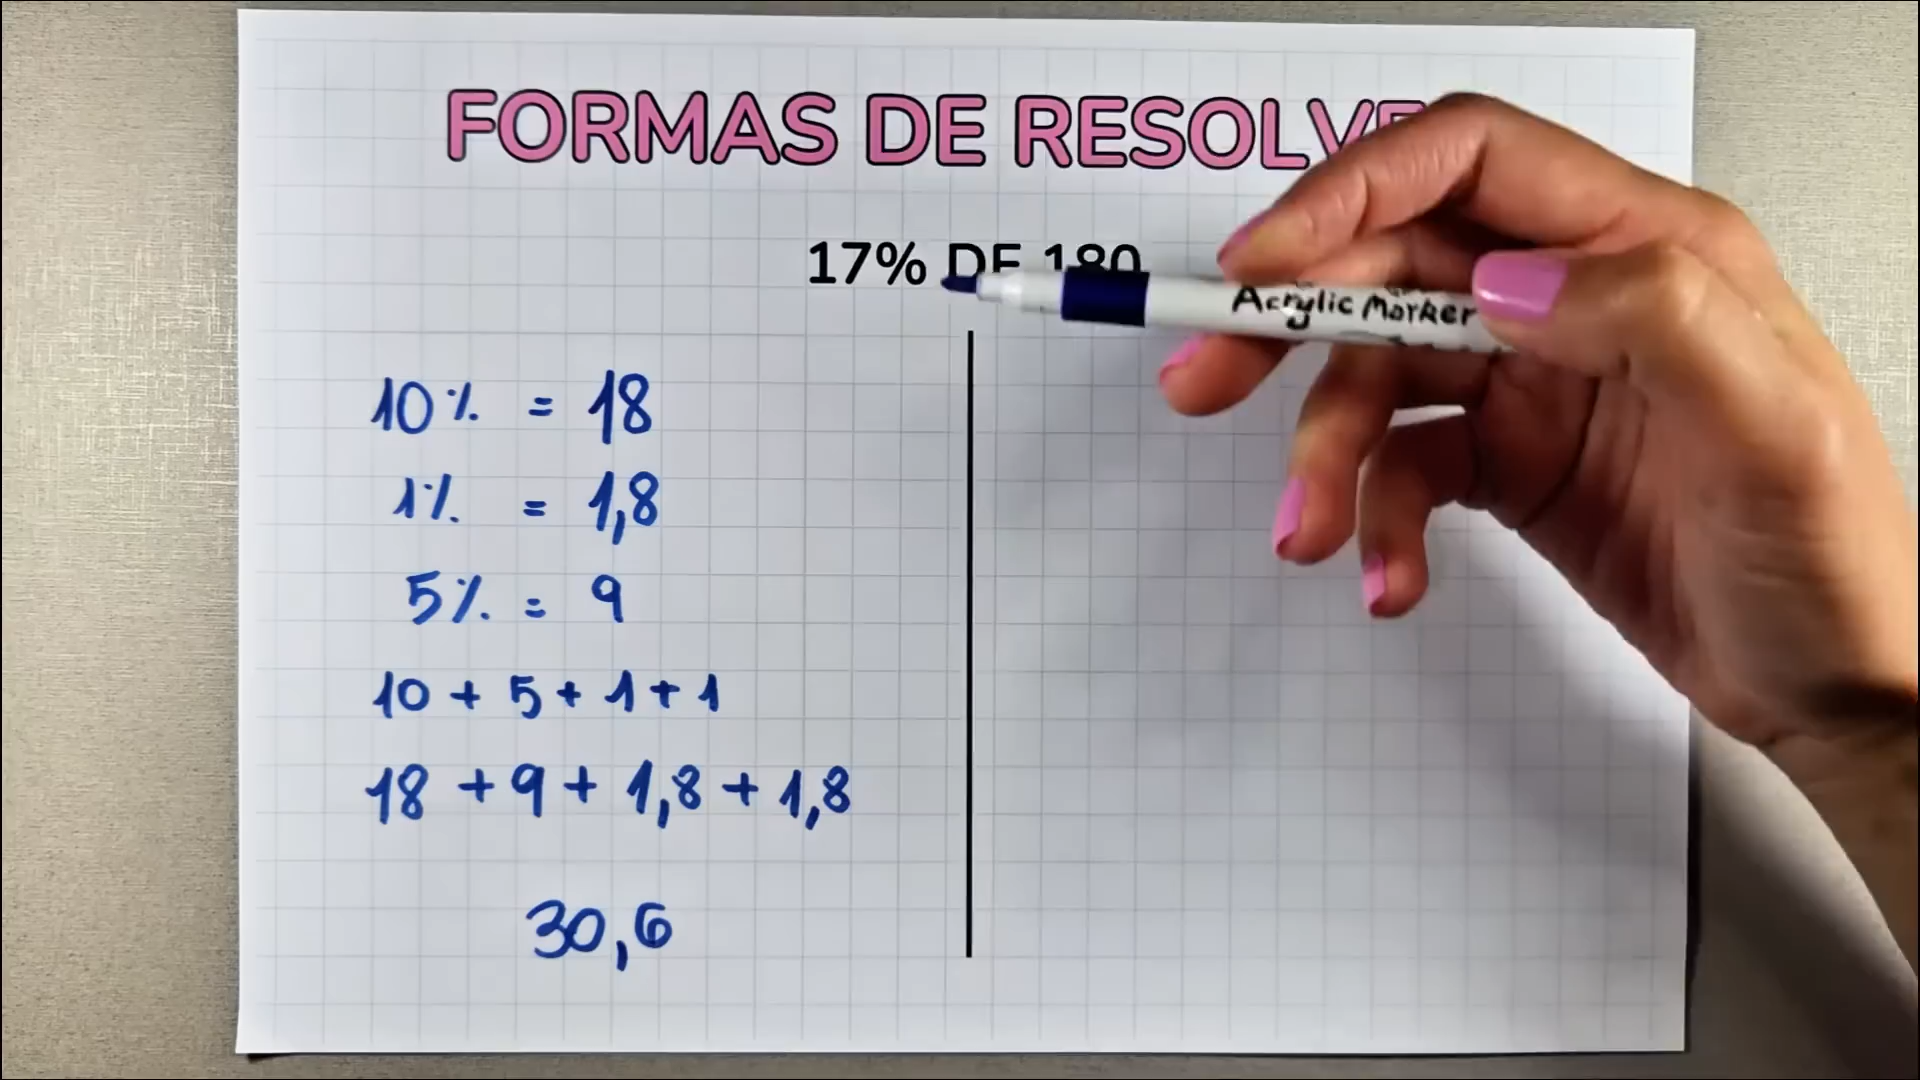 FORMAS DE RESOLVE
17% DE 180
10% = 18
1% = 1,8
5% = 9
10 + 5 + 1 + 1
18 + 9 + 1,8 + 1,8
30,6
Acrylic Marker